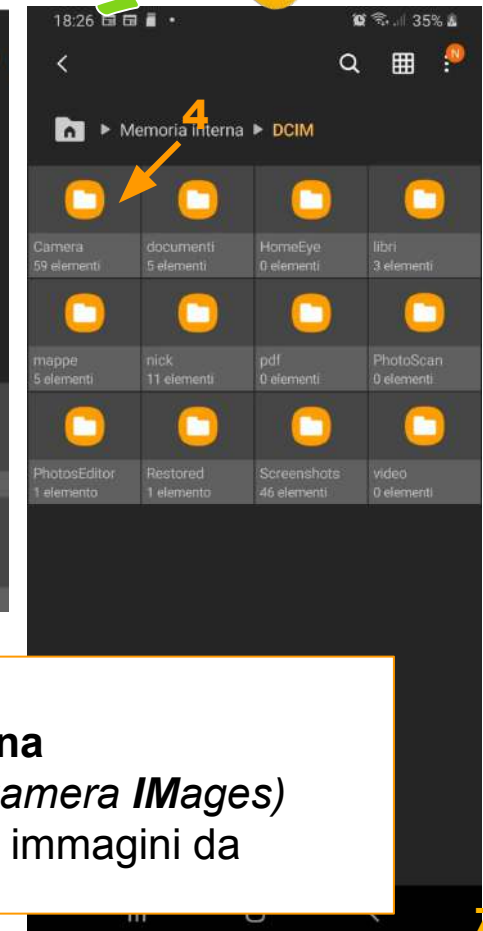 18:26 35%
N
4
Memoria interna DCIM
Camera documenti HomeEye libri
59 elementi 5 elementi 0 elementi 3 elementi
mappe nick pdf PhotoScan
5 elementi 11 elementi 0 elementi 0 elementi
PhotosEditor Restored Screenshots video
1 elemento 1 elemento 46 elementi 0 elementi
na
amera IMages)
immagini da